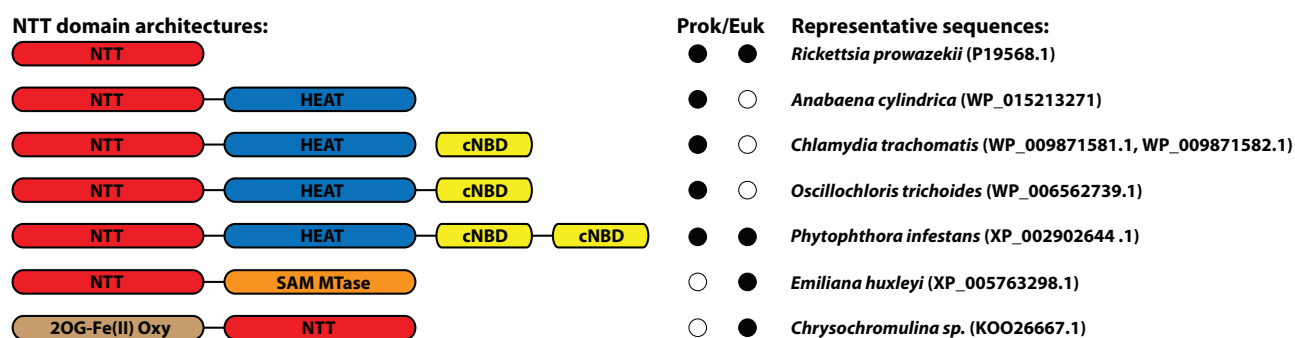 NTT domain architectures: Prok/Euk Representative sequences:
NTT Rickettsia prowazekii (P19568.1)
NTT HEAT Anabaena cylindrica (WP_015213271)
NTT HEAT cNBD Chlamydia trachomatis (WP_009871581.1, WP_009871582.1)
NTT HEAT cNBD Oscillochloris trichoides (WP_006562739.1)
NTT HEAT cNBD cNBD Phytophthora infestans (XP_002902644 .1)
NTT SAM MTase Emiliana huxleyi (XP_005763298.1)
2OG-Fe(II) Oxy NTT Chrysochromulina sp. (KOO26667.1)